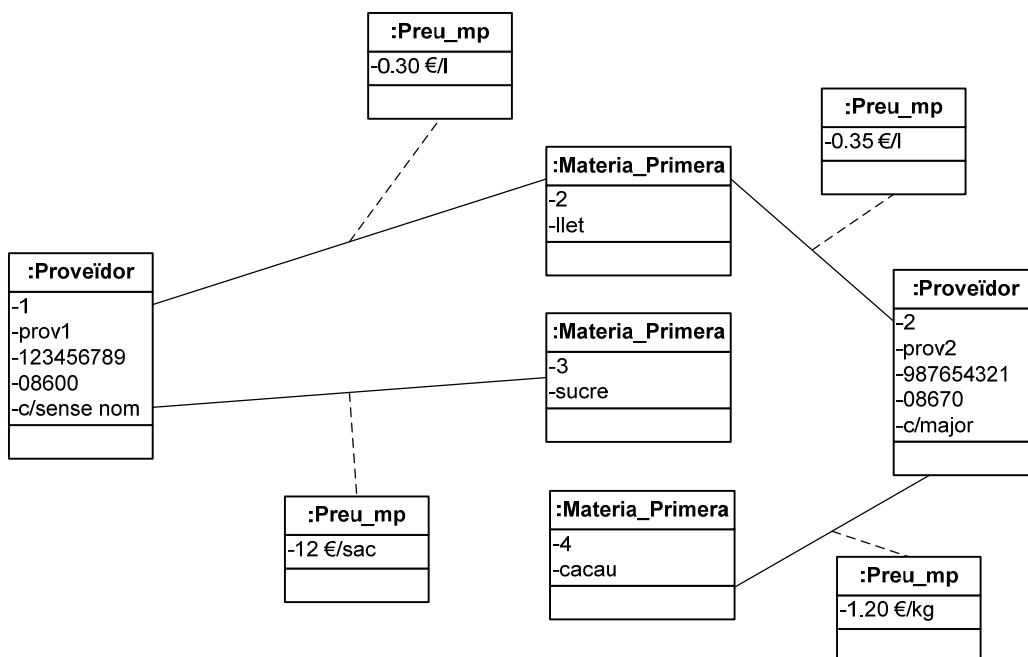 :Preu_mp
-0.30 €/l
:Preu_mp
-0.35 €/l
:Materia_Primera
-2
-llet
:Proveïdor
-1
-prov1
-123456789
-08600
-c/sense nom
:Materia_Primera
-3
-sucre
:Proveïdor
-2
-prov2
-987654321
-08670
-c/major
:Preu_mp
-12 €/sac
:Materia_Primera
-4
-cacau
:Preu_mp
-1.20 €/kg